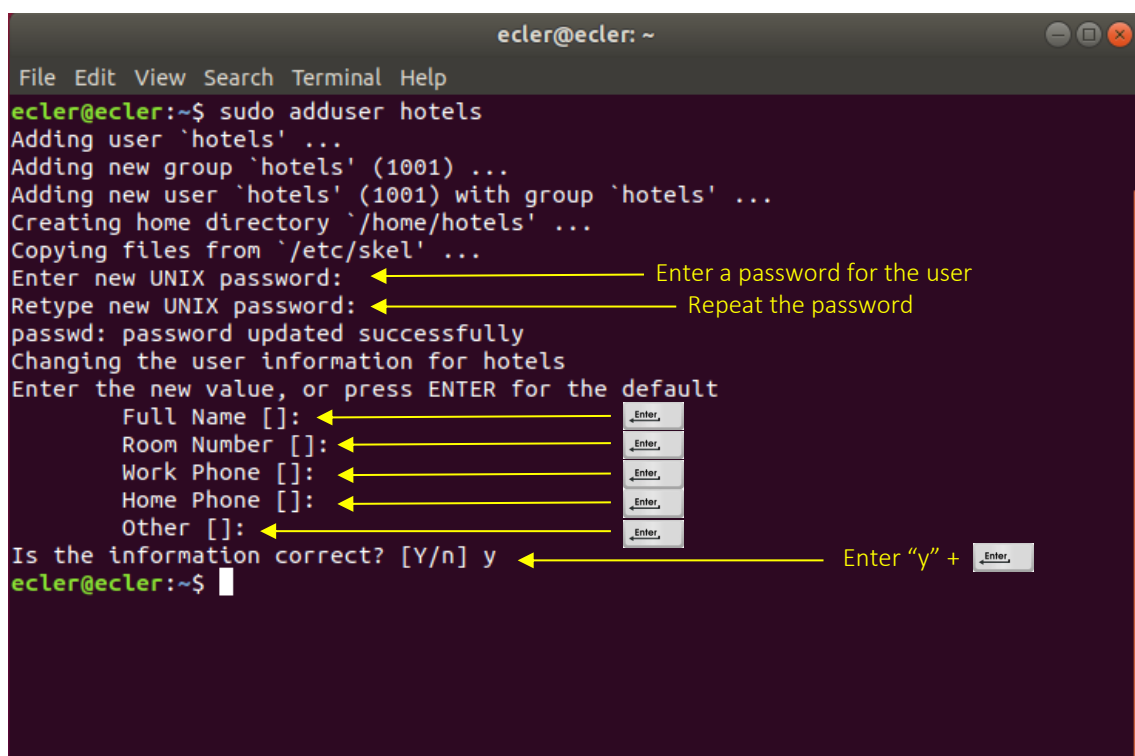 ecler@ecler: ~
File Edit View Search Terminal Help
ecler@ecler:~$ sudo adduser hotels
Adding user `hotels' ...
Adding new group `hotels' (1001) ...
Adding new user `hotels' (1001) with group `hotels' ...
Creating home directory `/home/hotels' ...
Copying files from `/etc/skel' ...
Enter new UNIX password: Enter a password for the user
Retype new UNIX password: Repeat the password
passwd: password updated successfully
Changing the user information for hotels
Enter the new value, or press ENTER for the default
Full Name []: Enter
Room Number []: Enter
Work Phone []: Enter
Home Phone []: Enter
Other []: Enter
Is the information correct? [Y/n] y Enter “y” + Enter
ecler@ecler:~$